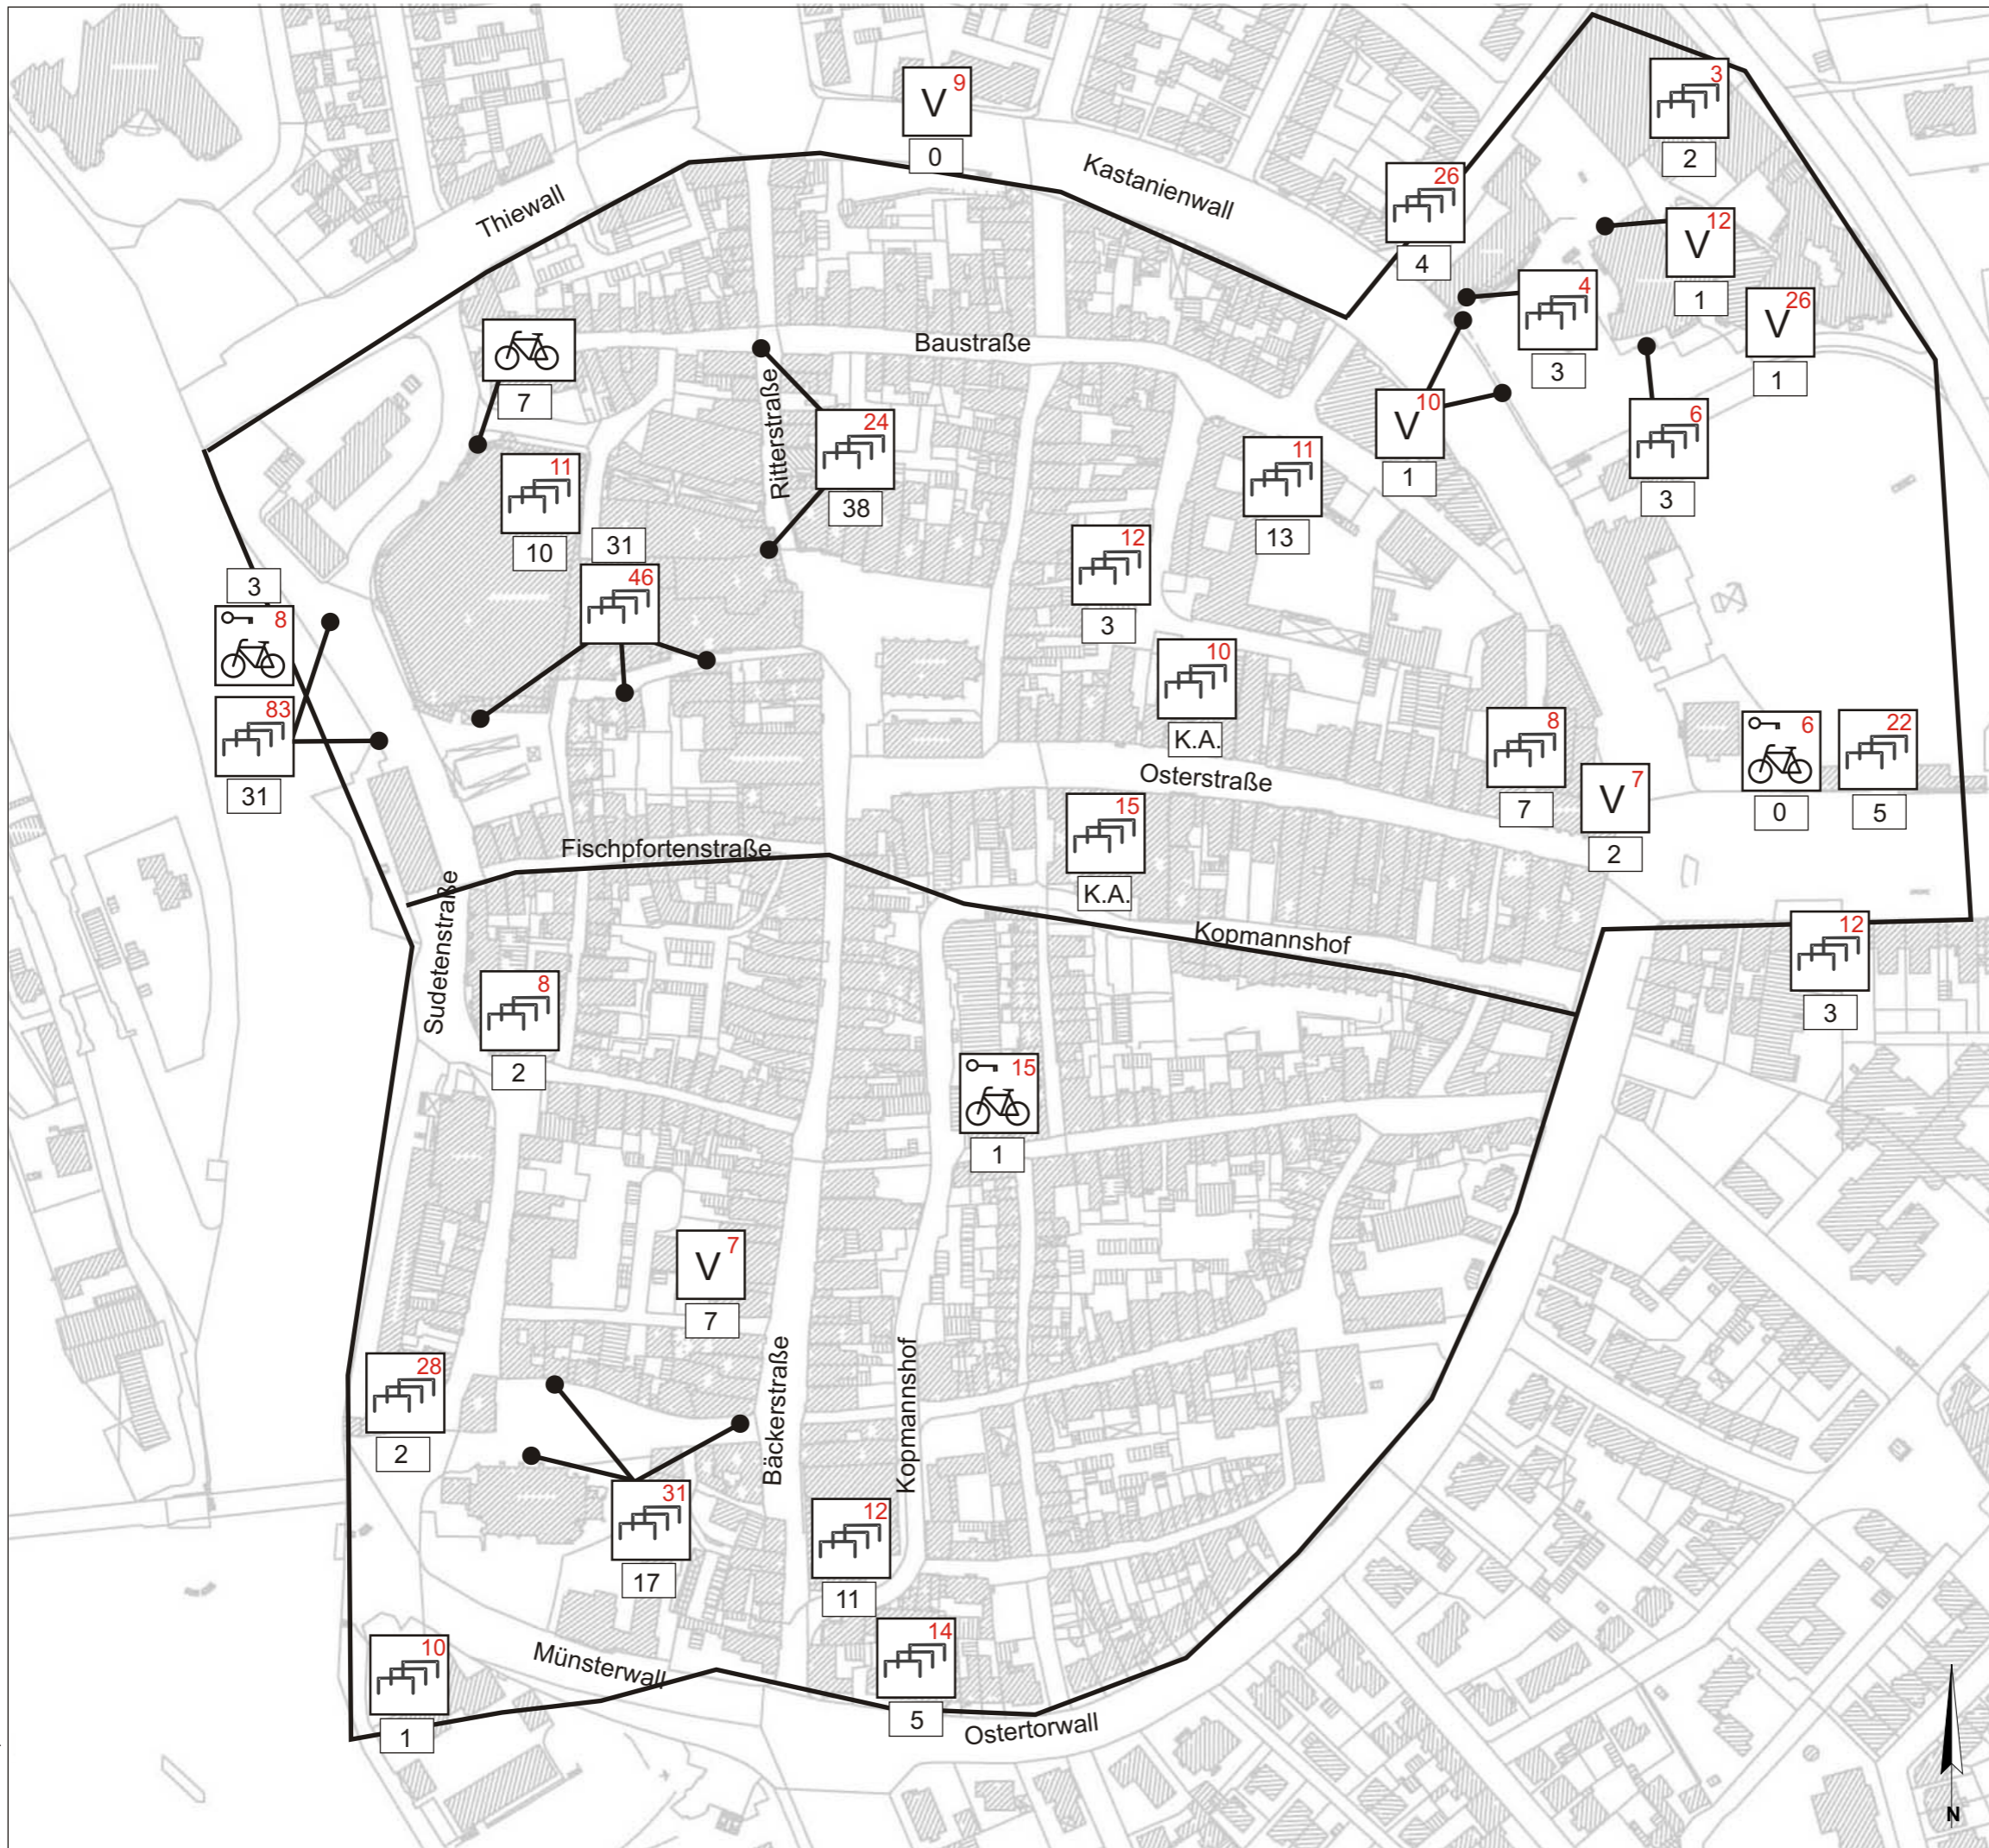 V 9
0
3
2
Thiewall
Kastanienwall
26
4
V 12
1
4
3
V 26
1
7
Baustraße
Ritterstraße
24
38
V 10
1
6
3
11
10
11
13
31
46
12
3
3
8
83
31
10
K.A.
Osterstraße
8
7
V 7
2
6
0
22
5
15
K.A.
Fischpfortenstraße
Sudetenstraße
Kopmannshof
12
3
8
2
15
1
V 7
7
Bäckerstraße
Kopmannshof
28
2
31
17
12
11
14
5
10
1
Münsterwall
Ostertorwall
N